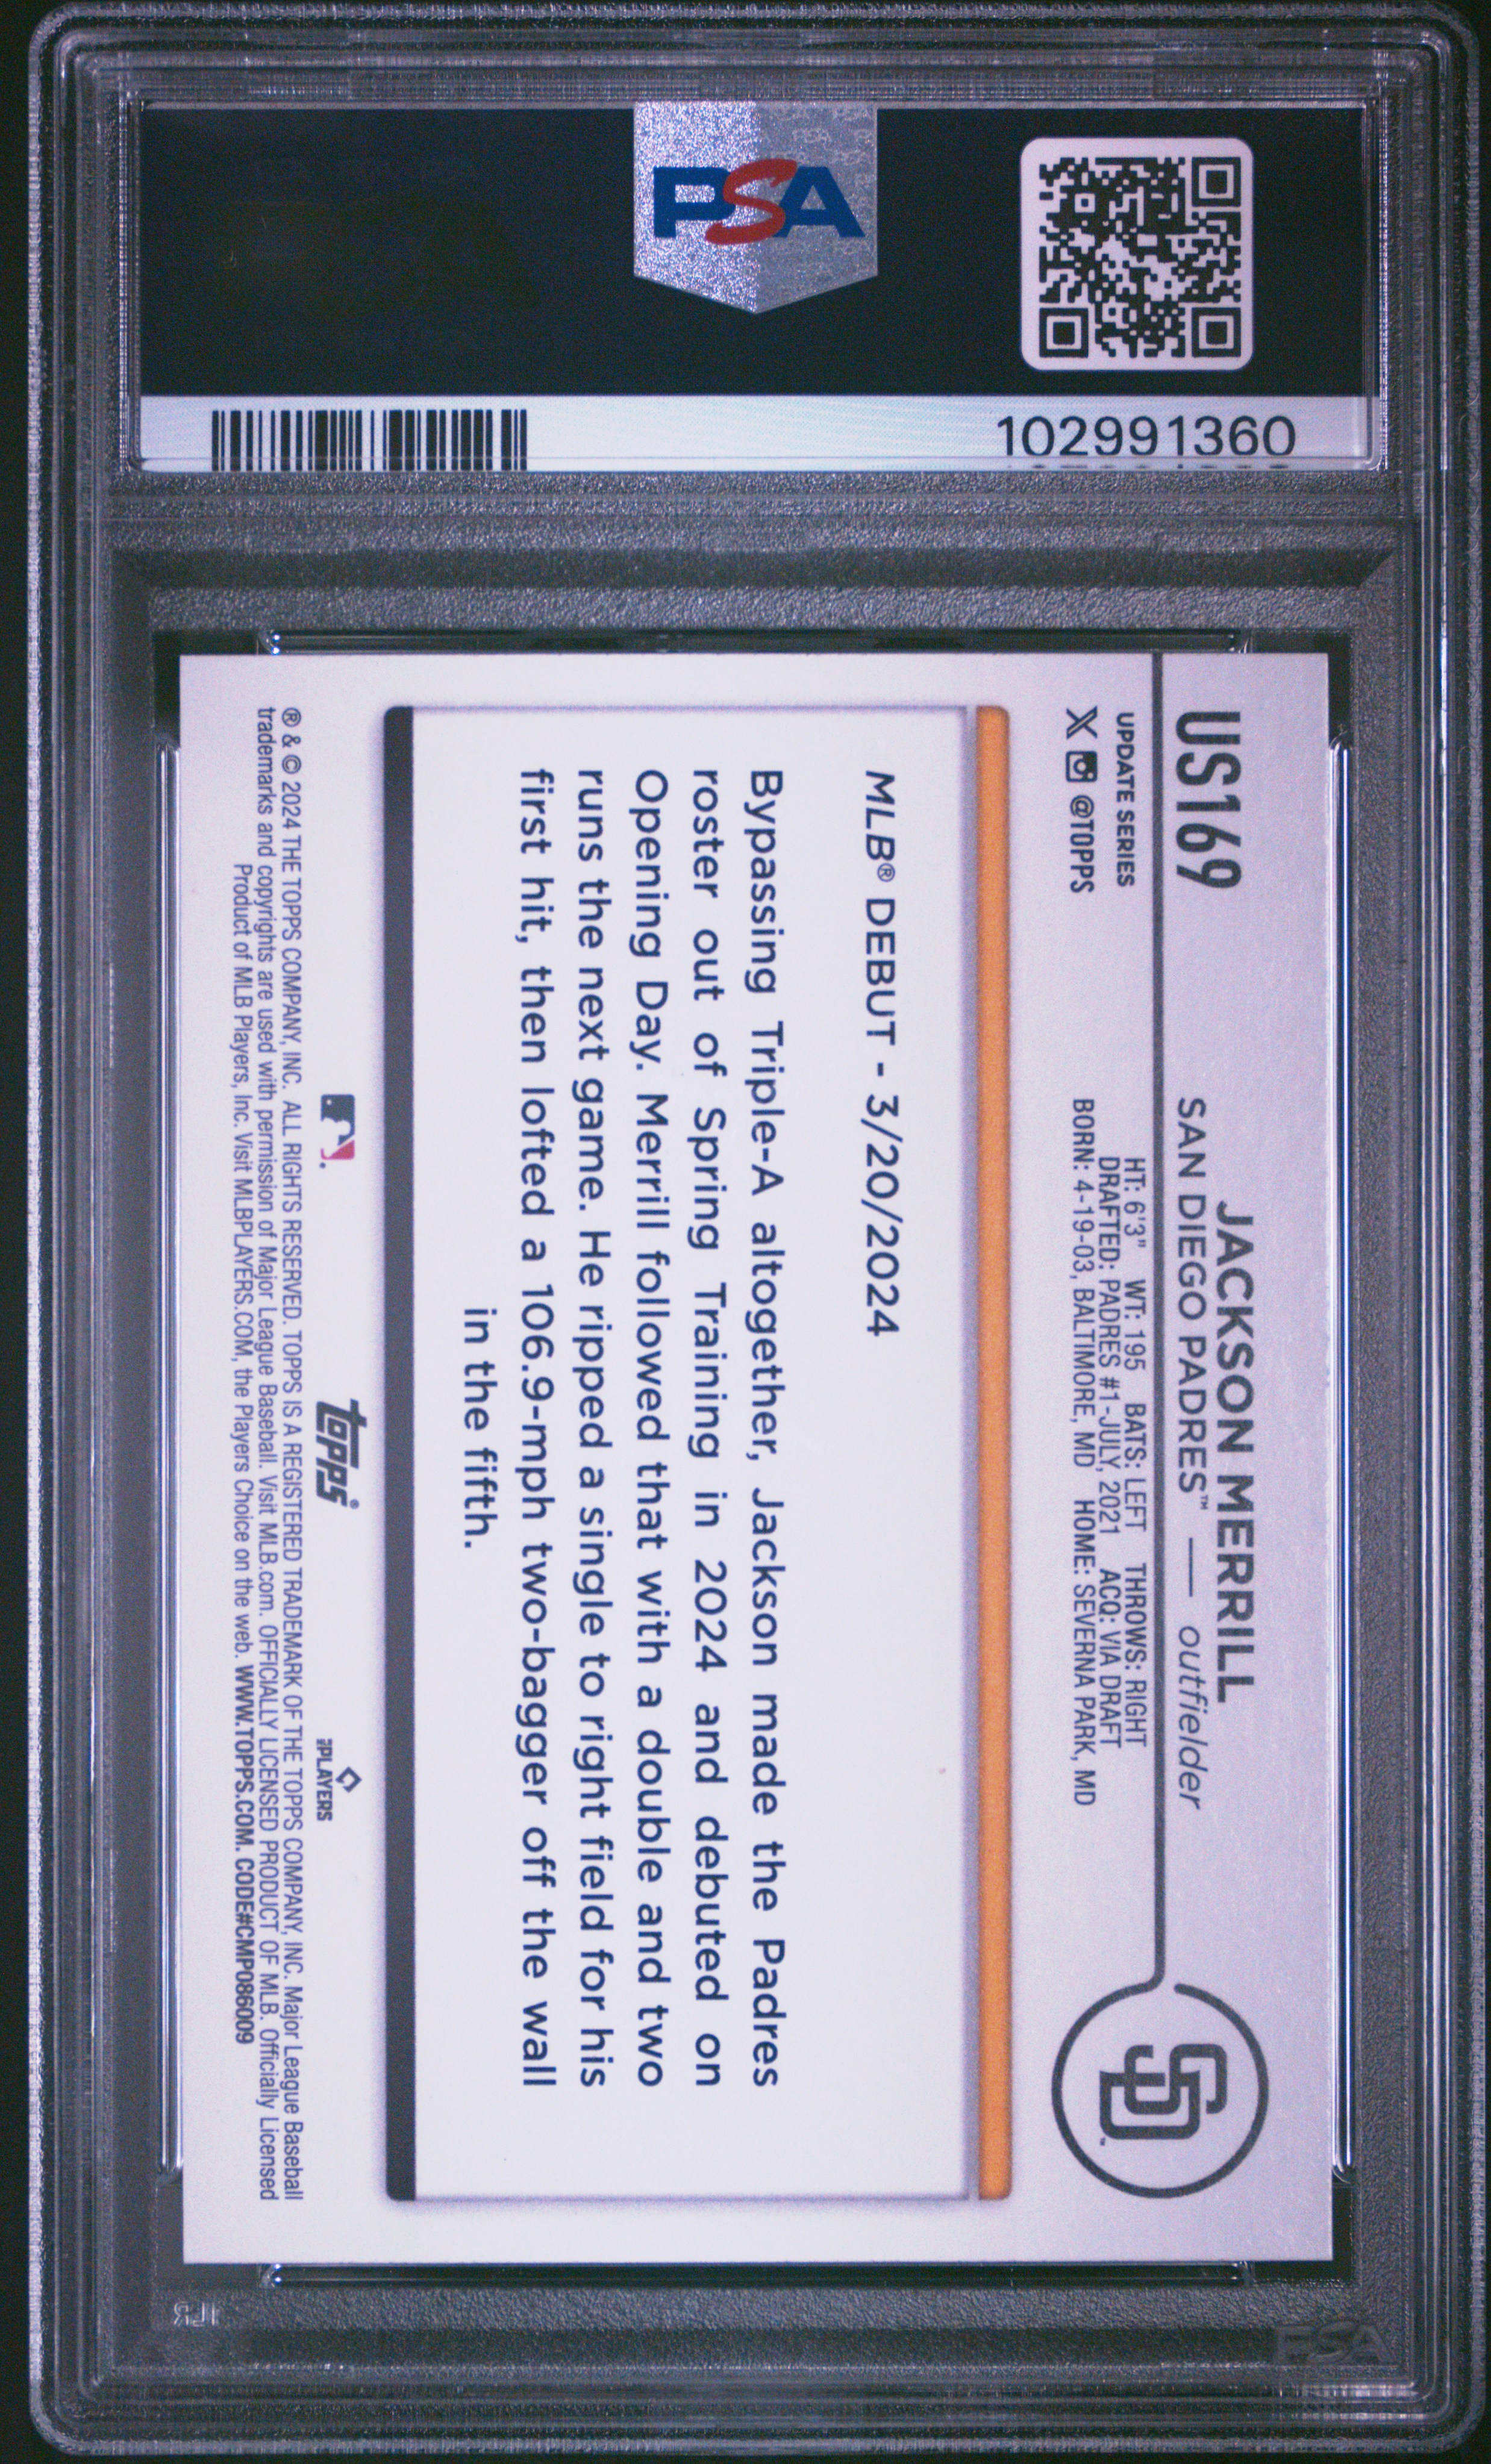 PSA
102991360
US169
JACKSON MERRILL
SAN DIEGO PADRES™ — outfielder
UPDATE SERIES
@TOPPS
HT: 6'3" WT: 195 BATS: LEFT THROWS: RIGHT
DRAFTED: PADRES #1-JULY, 2021 ACQ: VIA DRAFT
BORN: 4-19-03, BALTIMORE, MD HOME: SEVERNA PARK, MD
SD
MLB® DEBUT - 3/20/2024
Bypassing Triple-A altogether, Jackson made the Padres
roster out of Spring Training in 2024 and debuted on
Opening Day. Merrill followed that with a double and two
runs the next game. He ripped a single to right field for his
first hit, then lofted a 106.9-mph two-bagger off the wall
in the fifth.
topps®
PLAYERS
® & © 2024 THE TOPPS COMPANY, INC. ALL RIGHTS RESERVED. TOPPS IS A REGISTERED TRADEMARK OF THE TOPPS COMPANY, INC. Major League Baseball
trademarks and copyrights are used with permission of Major League Baseball. Visit MLB.com. OFFICIALLY LICENSED PRODUCT OF MLB. Officially Licensed
Product of MLB Players, Inc. Visit MLBPLAYERS.COM, the Players Choice on the web. WWW.TOPPS.COM. CODE#CMP086009
PSA